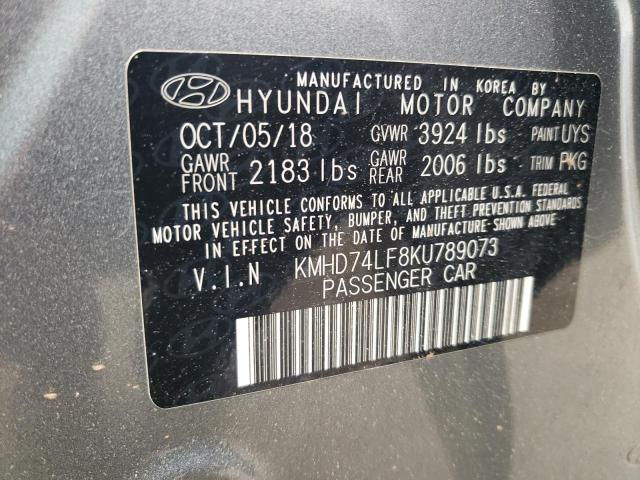 MANUFACTURED IN KOREA BY
HYUNDAI MOTOR COMPANY
OCT/05/18 GVWR 3924 lbs PAINT UYS
GAWR FRONT 2183 lbs GAWR REAR 2006 lbs TRIM PKG
THIS VEHICLE CONFORMS TO ALL APPLICABLE U.S.A. FEDERAL
MOTOR VEHICLE SAFETY, BUMPER, AND THEFT PREVENTION STANDARDS
IN EFFECT ON THE DATE OF MANUFACTURE-SHOWN ABOVE
V.I.N KMHD74LF8KU789073
PASSENGER CAR